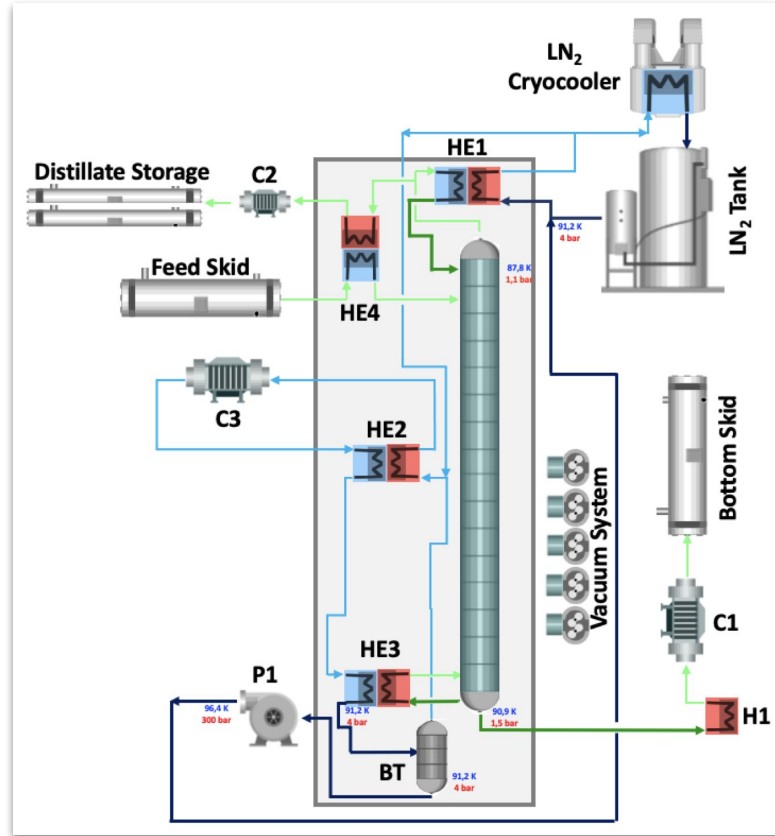 LN₂
Cryocooler
HE1
Distillate Storage
C2
LN₂ Tank
91,2 K
4 bar
Feed Skid
87,8 K
1,1 bar
HE4
C3
HE2
Bottom Skid
Vacuum System
C1
HE3
P1
96,4 K
300 bar
91,2 K
4 bar
90,9 K
1,5 bar
H1
BT
91,2 K
4 bar